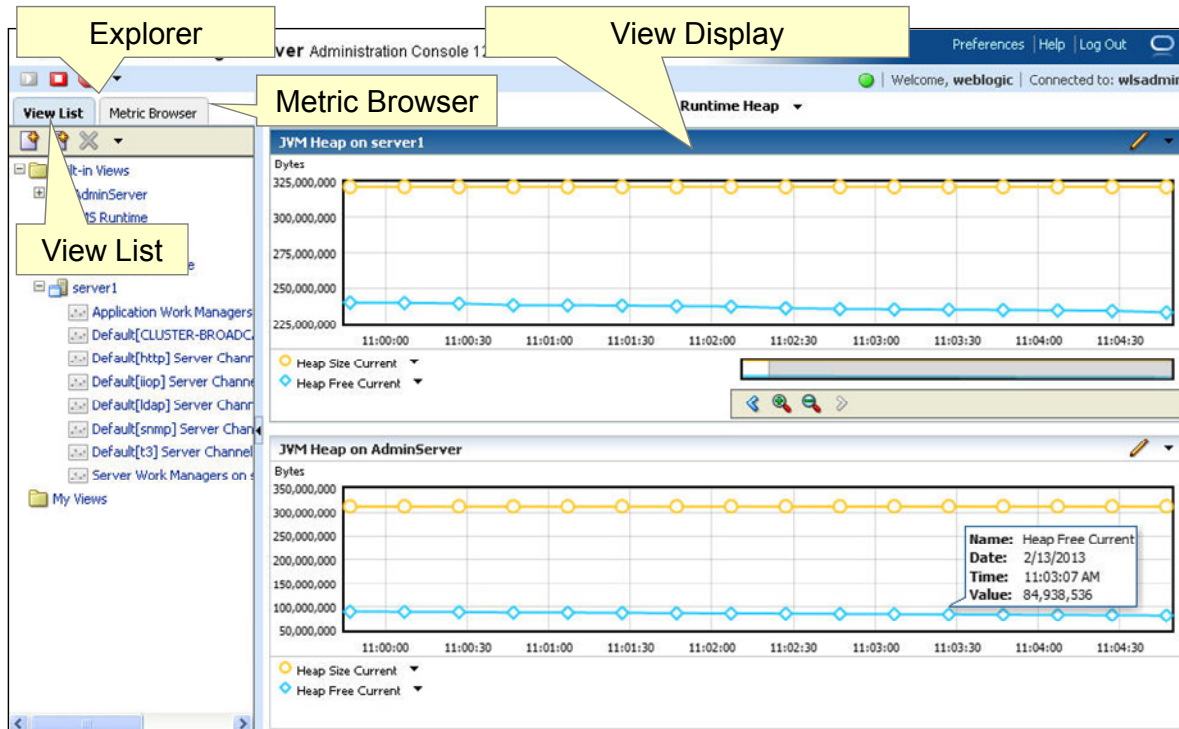 Explorer
View Display
ver Administration Console 1
Preferences | Help | Log Out
Welcome, weblogic | Connected to: wlsadmin
View List
Metric Browser
Metric Browser
Runtime Heap
lt-in Views
AdminServer
MS Runtime
View List
server1
Application Work Managers
Default[CLUSTER-BROADC
Default[http] Server Chann
Default[iiop] Server Channe
Default[ldap] Server Chann
Default[snmp] Server Chan
Default[t3] Server Channel
Server Work Managers on s
My Views
JVM Heap on server1
Bytes
325,000,000
300,000,000
275,000,000
250,000,000
225,000,000
11:00:00 11:00:30 11:01:00 11:01:30 11:02:00 11:02:30 11:03:00 11:03:30 11:04:00 11:04:30
Heap Size Current
Heap Free Current
JVM Heap on AdminServer
Bytes
350,000,000
300,000,000
250,000,000
200,000,000
150,000,000
100,000,000
50,000,000
Name: Heap Free Current
Date: 2/13/2013
Time: 11:03:07 AM
Value: 84,938,536
11:00:00 11:00:30 11:01:00 11:01:30 11:02:00 11:02:30 11:03:00 11:03:30 11:04:00 11:04:30
Heap Size Current
Heap Free Current